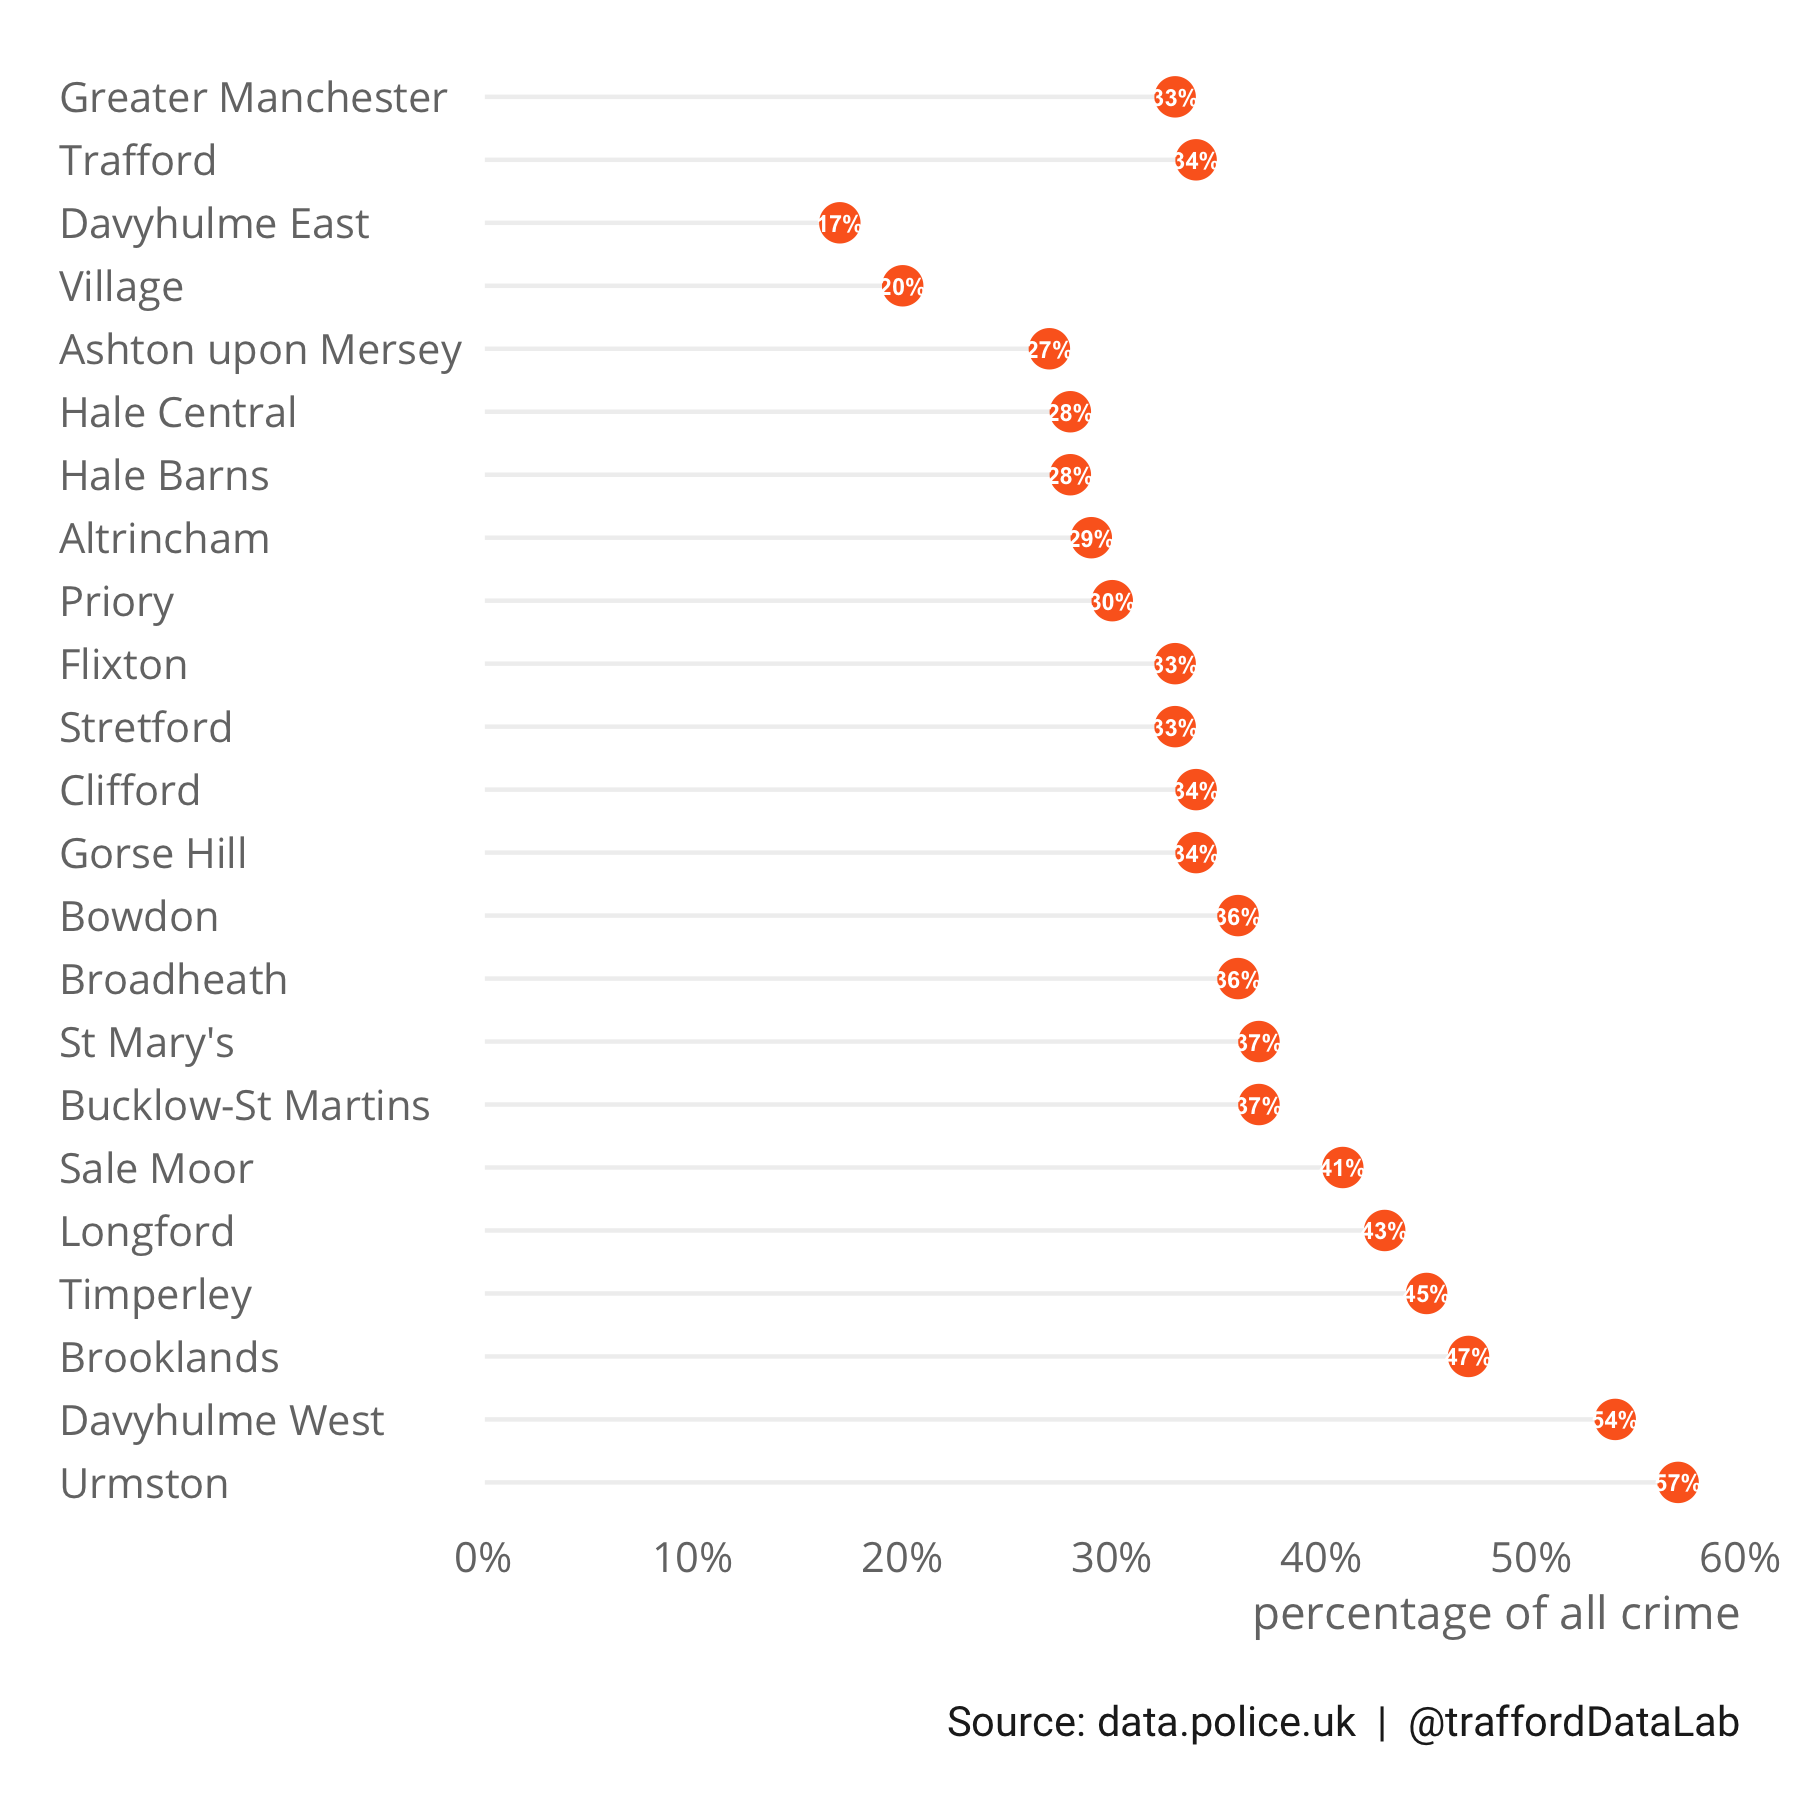 Greater Manchester 33%
Trafford 34%
Davyhulme East 17%
Village 20%
Ashton upon Mersey 27%
Hale Central 28%
Hale Barns 28%
Altrincham 29%
Priory 30%
Flixton 33%
Stretford 33%
Clifford 34%
Gorse Hill 34%
Bowdon 36%
Broadheath 36%
St Mary's 37%
Bucklow-St Martins 37%
Sale Moor 41%
Longford 43%
Timperley 45%
Brooklands 47%
Davyhulme West 54%
Urmston 57%
0% 10% 20% 30% 40% 50% 60%
percentage of all crime
Source: data.police.uk | @traffordDataLab